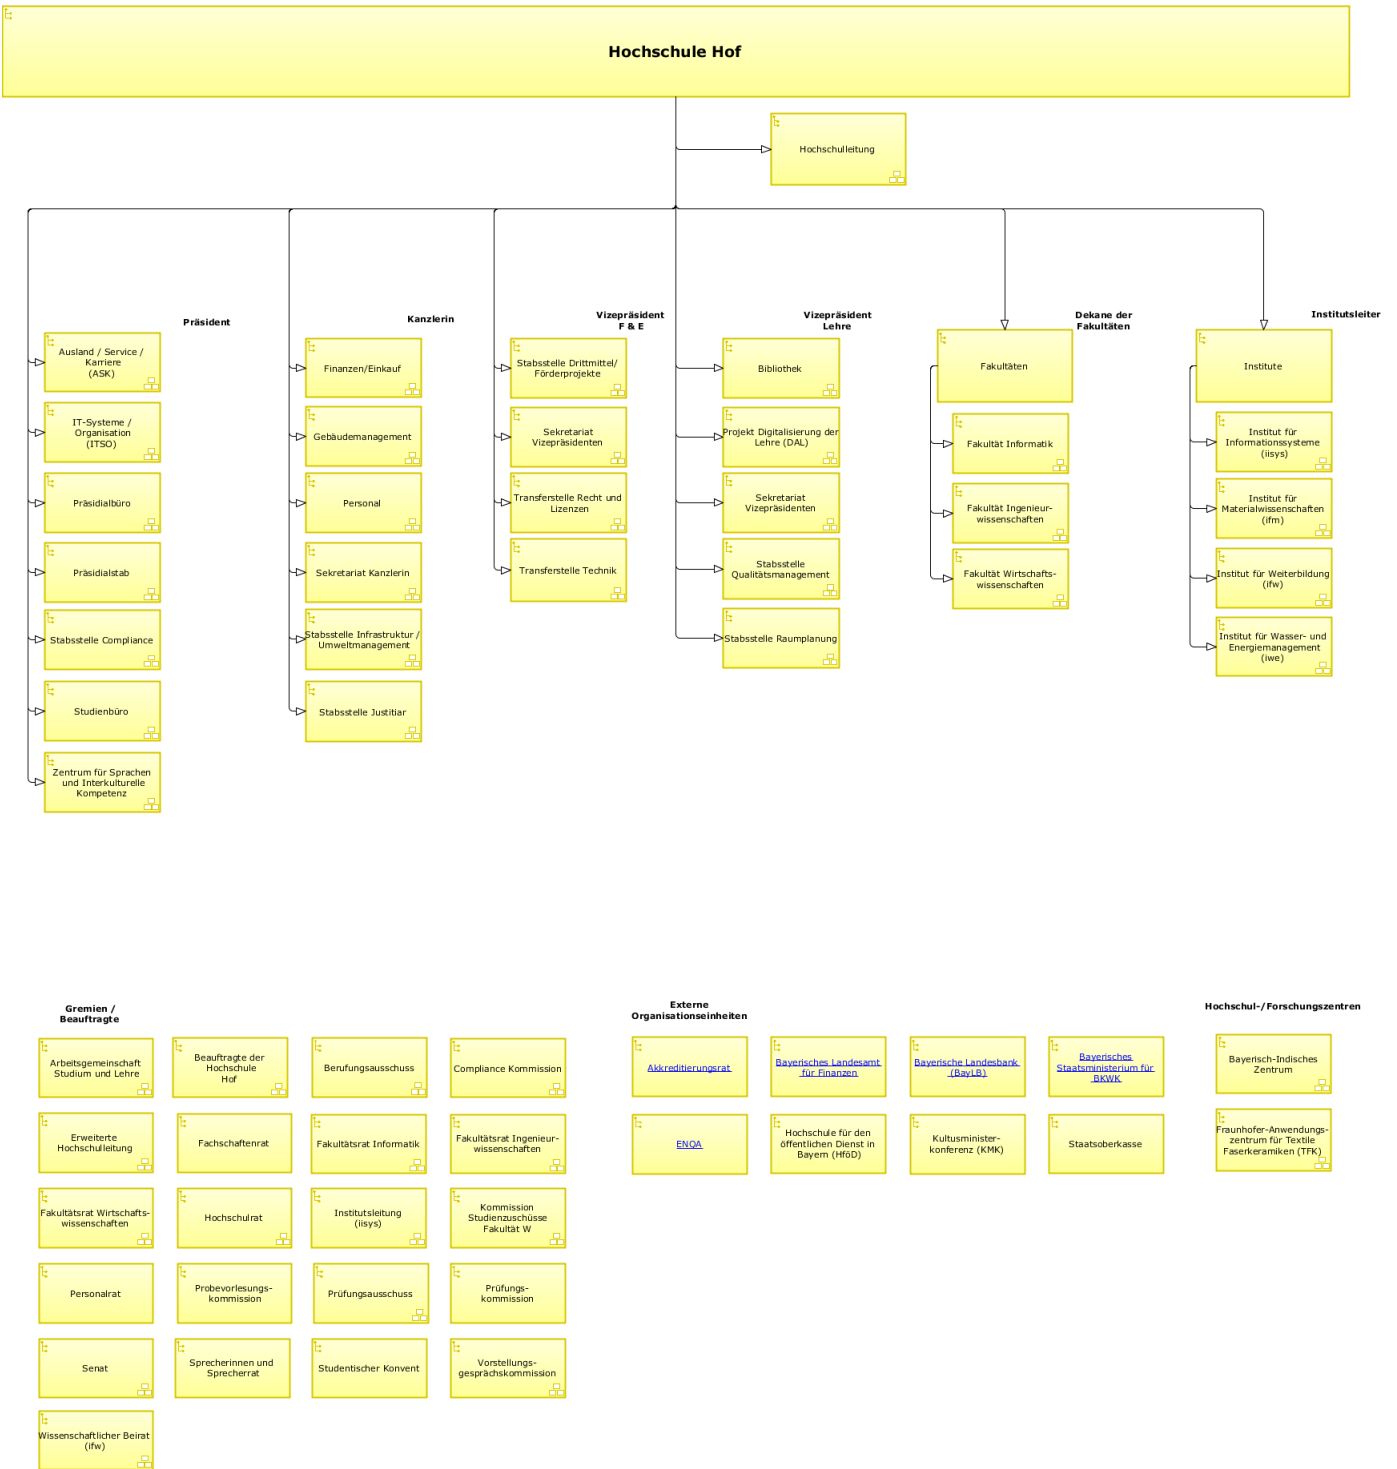 Hochschule Hof
Hochschulleitung
Präsident
Ausland / Service /
Karriere
(ASK)
IT-Systeme /
Organisation
(ITSO)
Präsidialbüro
Präsidialstab
Stabsstelle Compliance
Studienbüro
Zentrum für Sprachen
und Interkulturelle
Kompetenz
Kanzlerin
Finanzen/Einkauf
Gebäudemanagement
Personal
Sekretariat Kanzlerin
Stabsstelle Infrastruktur /
Umweltmanagement
Stabsstelle Justitiar
Vizepräsident
F & E
Stabsstelle Drittmittel/
Förderprojekte
Sekretariat
Vizepräsidenten
Transferstelle Recht und
Lizenzen
Transferstelle Technik
Vizepräsident
Lehre
Bibliothek
Projekt Digitalisierung der
Lehre (DAL)
Sekretariat
Vizepräsidenten
Stabsstelle
Qualitätsmanagement
Stabsstelle Raumplanung
Dekane der
Fakultäten
Fakultäten
Fakultät Informatik
Fakultät Ingenieur-
wissenschaften
Fakultät Wirtschafts-
wissenschaften
Institutsleiter
Institute
Institut für
Informationssysteme
(iisys)
Institut für
Materialwissenschaften
(ifm)
Institut für Weiterbildung
(ifw)
Institut für Wasser- und
Energiemanagement
(iwe)
Gremien /
Beauftragte
Arbeitsgemeinschaft
Studium und Lehre
Beauftragte der
Hochschule
Hof
Berufungsausschuss
Compliance Kommission
Erweiterte
Hochschulleitung
Fachschaftenrat
Fakultätsrat Informatik
Fakultätsrat Ingenieur-
wissenschaften
Fakultätsrat Wirtschafts-
wissenschaften
Hochschulrat
Institutsleitung
(iisys)
Kommission
Studienzuschüsse
Fakultät W
Personalrat
Probevorlesungs-
kommission
Prüfungsausschuss
Prüfungs-
kommission
Senat
Sprecherinnen und
Sprecherrat
Studentischer Konvent
Vorstellungs-
gesprächskommission
Wissenschaftlicher Beirat
(ifw)
Externe
Organisationseinheiten
Akkreditierungsrat
Bayerisches Landesamt
für Finanzen
Bayerische Landesbank
(BayLB)
Bayerisches
Staatsministerium für
BKWK
ENQA
Hochschule für den
öffentlichen Dienst in
Bayern (HföD)
Kultusminister-
konferenz (KMK)
Staatsoberkasse
Hochschul-/Forschungszentren
Bayerisch-Indisches
Zentrum
Fraunhofer-Anwendungs-
zentrum für Textile
Faserkeramiken (TFK)